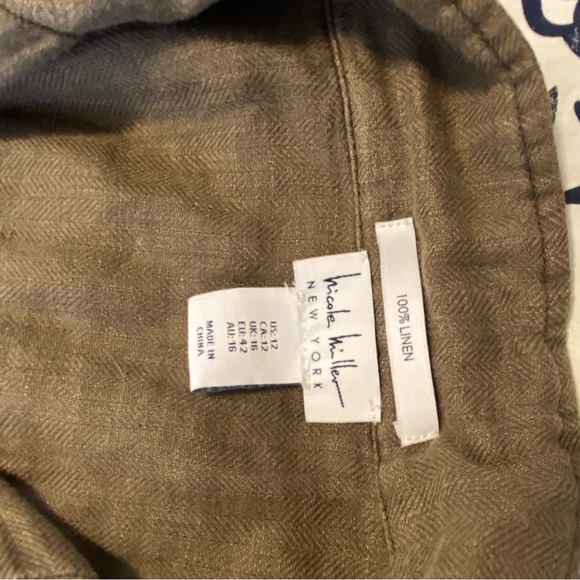 100% LINEN
Nicole Miller
NEW YORK
US: 12
CA: 12
UK: 16
EU: 42
AU: 16
MADE IN
CHINA